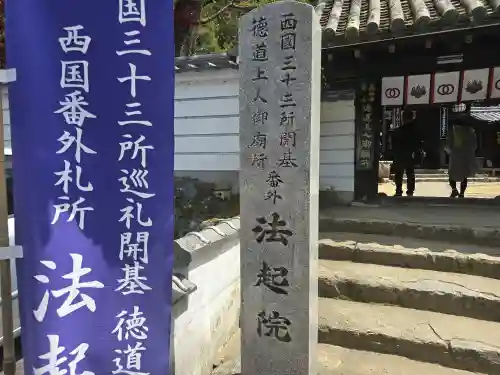 国三十三所巡礼開基徳道
西国番外札所
法起
西國三十三所開基
徳道上人御廟所
番外
法起院